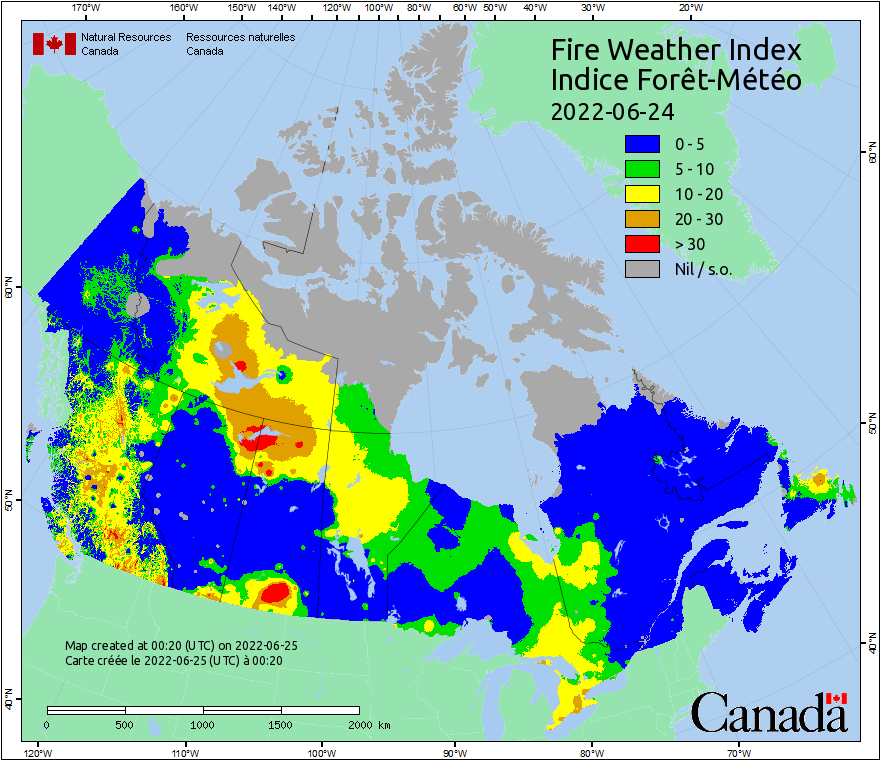 170°W 160°W 150°W 140°W 130°W 120°W 110°W 100°W 90°W 80°W 70°W 60°W 50°W 40°W 30°W 20°W
Natural Resources Canada
Ressources naturelles Canada
Fire Weather Index
Indice Forêt-Météo
2022-06-24
0 - 5
5 - 10
10 - 20
20 - 30
> 30
Nil / s.o.
60°N
50°N
40°N
60°N
50°N
40°N
Map created at 00:20 (UTC) on 2022-06-25
Carte créée le 2022-06-25 (UTC) à 00:20
0 500 1000 1500 2000 km
Canada
120°W 110°W 100°W 90°W 80°W 70°W